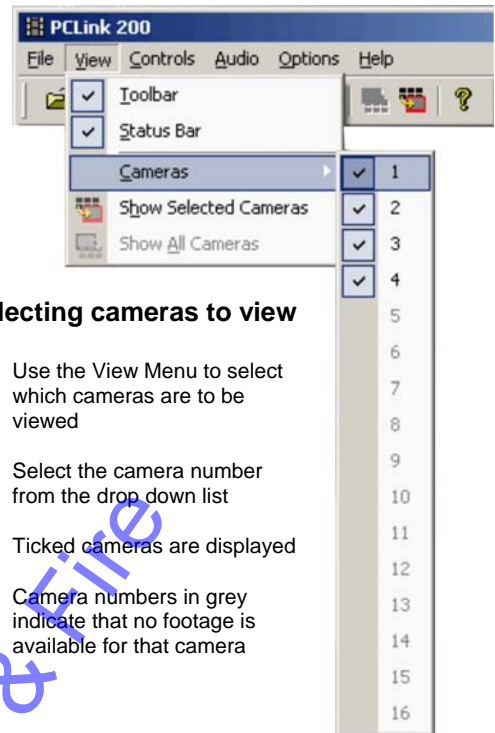 PCLink 200
File View Controls Audio Options Help
Toolbar
Status Bar
Cameras
Show Selected Cameras
Show All Cameras
1
2
3
4
5
6
7
8
9
10
11
12
13
14
15
16
lecting cameras to view
Use the View Menu to select
which cameras are to be
viewed
Select the camera number
from the drop down list
Ticked cameras are displayed
Camera numbers in grey
indicate that no footage is
available for that camera
& Fire